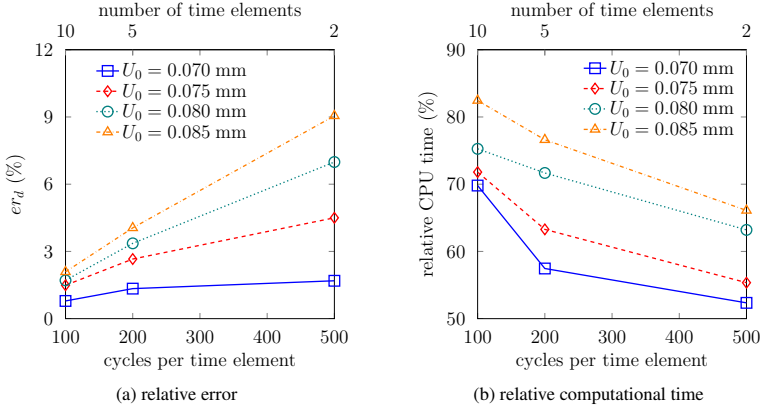 number of time elements
10 5 2
12
9
6
3
0
er_d (%)
U_0 = 0.070 mm
U_0 = 0.075 mm
U_0 = 0.080 mm
U_0 = 0.085 mm
100 200 300 400 500
cycles per time element
(a) relative error
number of time elements
10 5 2
90
80
70
60
50
relative CPU time (%)
U_0 = 0.070 mm
U_0 = 0.075 mm
U_0 = 0.080 mm
U_0 = 0.085 mm
100 200 300 400 500
cycles per time element
(b) relative computational time